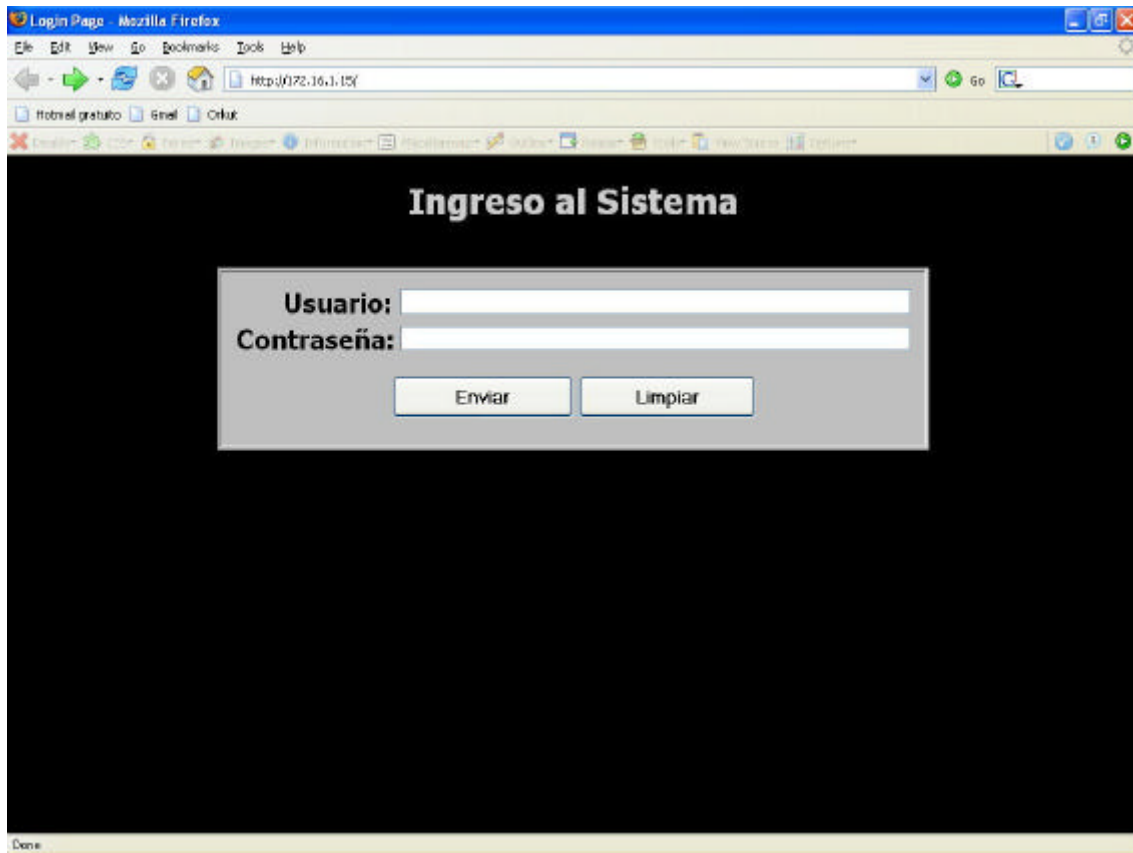 Login Page - Mozilla Firefox
File Edit View Go Bookmarks Tools Help
http://172.16.1.15/ Go
Hotmail gratuito Gmail Orkut
Ingreso al Sistema
Usuario:
Contraseña:
Enviar Limpiar
Done